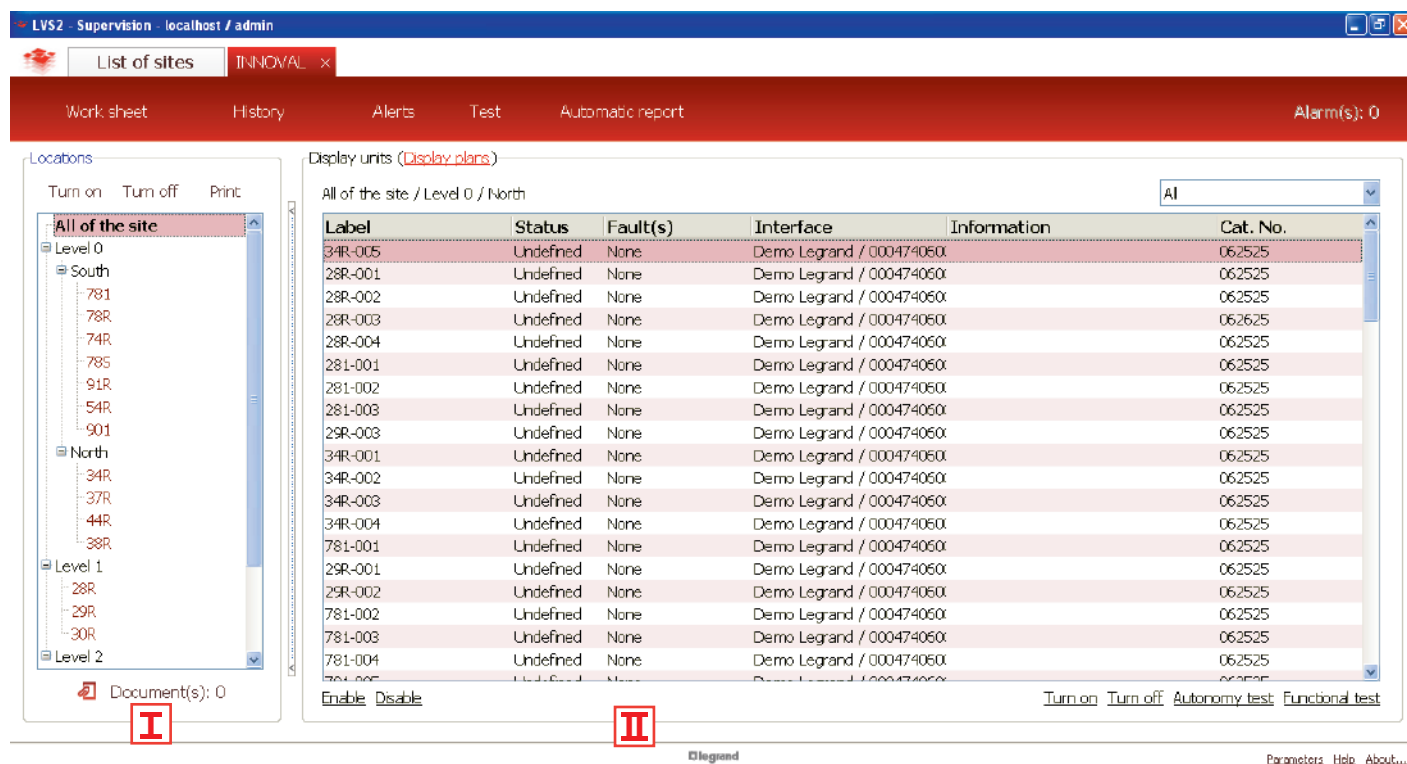 LVS2 - Supervision - localhost / admin
List of sites INNOVAL ×
Work sheet History Alerts Test Automatic report Alarm(s): 0
Locations
Turn on Turn off Print
All of the site
Level 0
South
781
78R
74R
78S
91R
54R
901
North
34R
37R
44R
38R
Level 1
28R
29R
30R
Level 2
Document(s): 0
I
Display units (Display plans)
All of the site / Level 0 / North All
Label Status Fault(s) Interface Information Cat. No.
34R-005 Undefined None Demo Legrand / 000474060 062525
28R-001 Undefined None Demo Legrand / 000474060 062525
28R-002 Undefined None Demo Legrand / 000474060 062525
28R-003 Undefined None Demo Legrand / 000474060 062625
28R-004 Undefined None Demo Legrand / 000474060 062525
281-001 Undefined None Demo Legrand / 000474060 062525
281-002 Undefined None Demo Legrand / 000474060 062525
281-003 Undefined None Demo Legrand / 000474060 062525
29R-003 Undefined None Demo Legrand / 000474060 062525
34R-001 Undefined None Demo Legrand / 000474060 062525
34R-002 Undefined None Demo Legrand / 000474060 062525
34R-003 Undefined None Demo Legrand / 000474060 062525
34R-004 Undefined None Demo Legrand / 000474060 062525
781-001 Undefined None Demo Legrand / 000474060 062525
29R-001 Undefined None Demo Legrand / 000474060 062525
29R-002 Undefined None Demo Legrand / 000474060 062525
781-002 Undefined None Demo Legrand / 000474060 062525
781-003 Undefined None Demo Legrand / 000474060 062525
781-004 Undefined None Demo Legrand / 000474060 062525
Enable Disable Turn on Turn off Autonomy test Functional test
II
legrand
Parameters Help About...